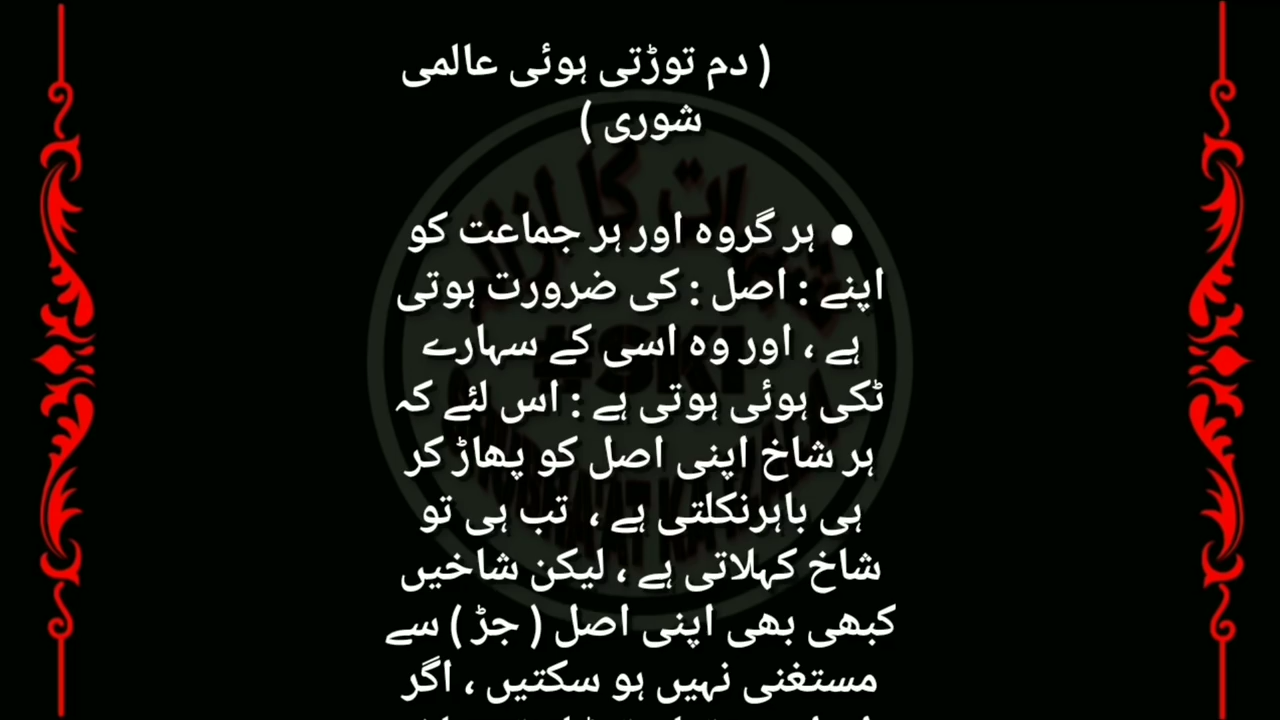 ( دم توڑتی ہوئی عالمی
شوری )
● ہر گروہ اور ہر جماعت کو
اپنے : اصل : کی ضرورت ہوتی
ہے ، اور وہ اسی کے سہارے
ٹکی ہوئی ہوتی ہے : اس لئے کہ
ہر شاخ اپنی اصل کو پھاڑ کر
ہی باہرنکلتی ہے ، تب ہی تو
شاخ کہلاتی ہے ، لیکن شاخیں
کبھی بھی اپنی اصل ( جڑ ) سے
مستغنی نہیں ہو سکتیں ، اگر
#SKI